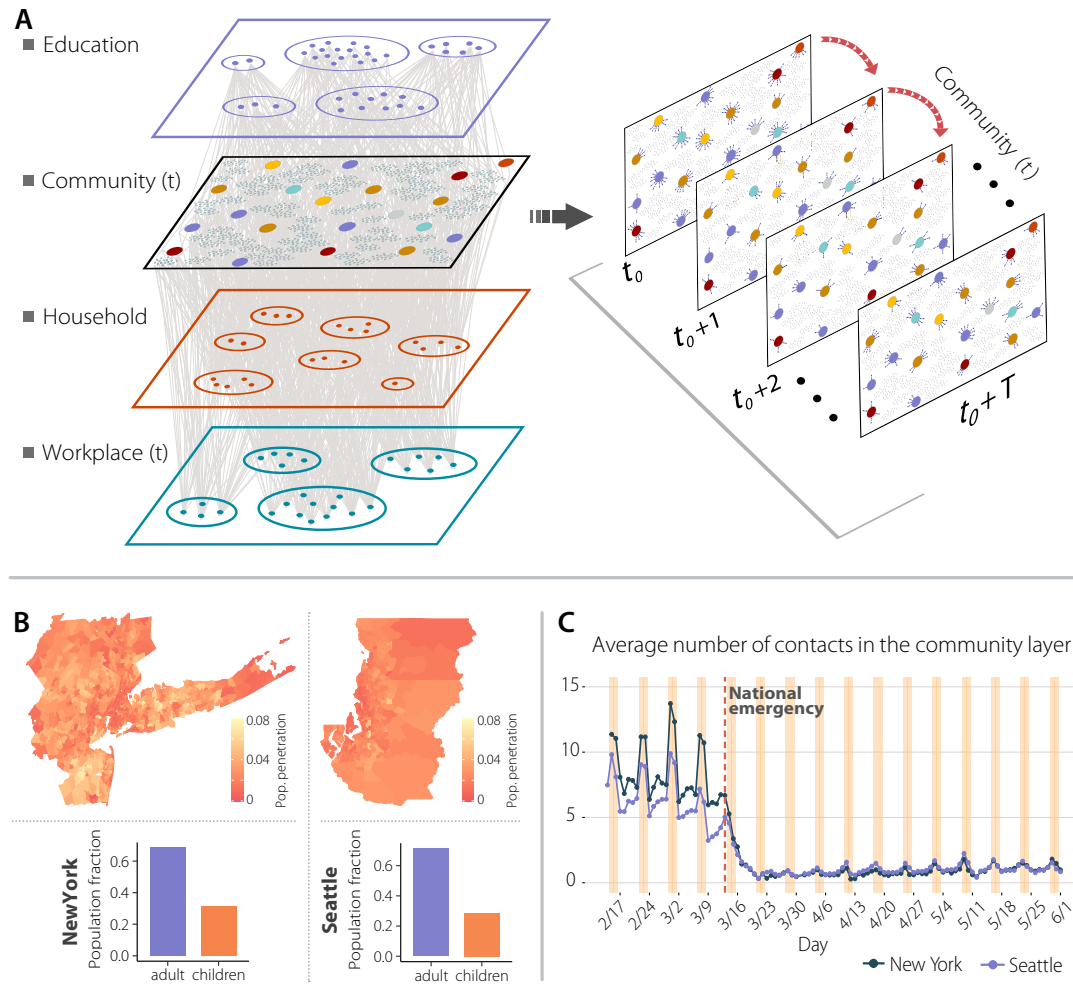 A
Education
Community (t)
Household
Workplace (t)
Community (t)
t0
t0+1
t0+2
t0+T
B
0.08
0.04
0
Pop. penetration
0.08
0.04
0
Pop. penetration
NewYork
Population fraction
0.6
0.4
0.2
0.0
adult children
Seattle
Population fraction
0.6
0.4
0.2
0.0
adult children
C
Average number of contacts in the community layer
15
10
5
0
National
emergency
2/17 2/24 3/2 3/9 3/16 3/23 3/30 4/6 4/13 4/20 4/27 5/4 5/11 5/18 5/25 6/1
Day
New York Seattle